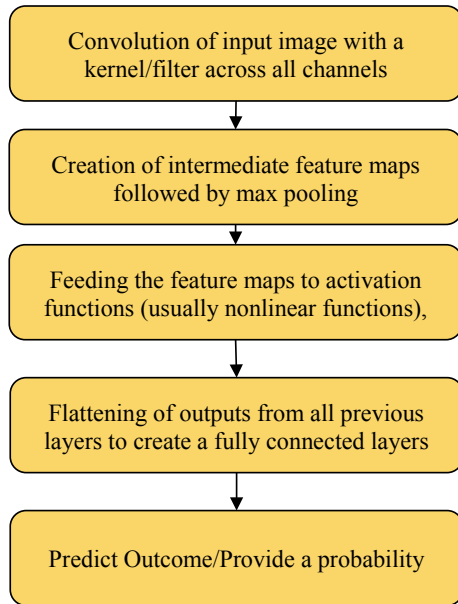 Convolution of input image with a
kernel/filter across all channels
Creation of intermediate feature maps
followed by max pooling
Feeding the feature maps to activation
functions (usually nonlinear functions),
Flattening of outputs from all previous
layers to create a fully connected layers
Predict Outcome/Provide a probability